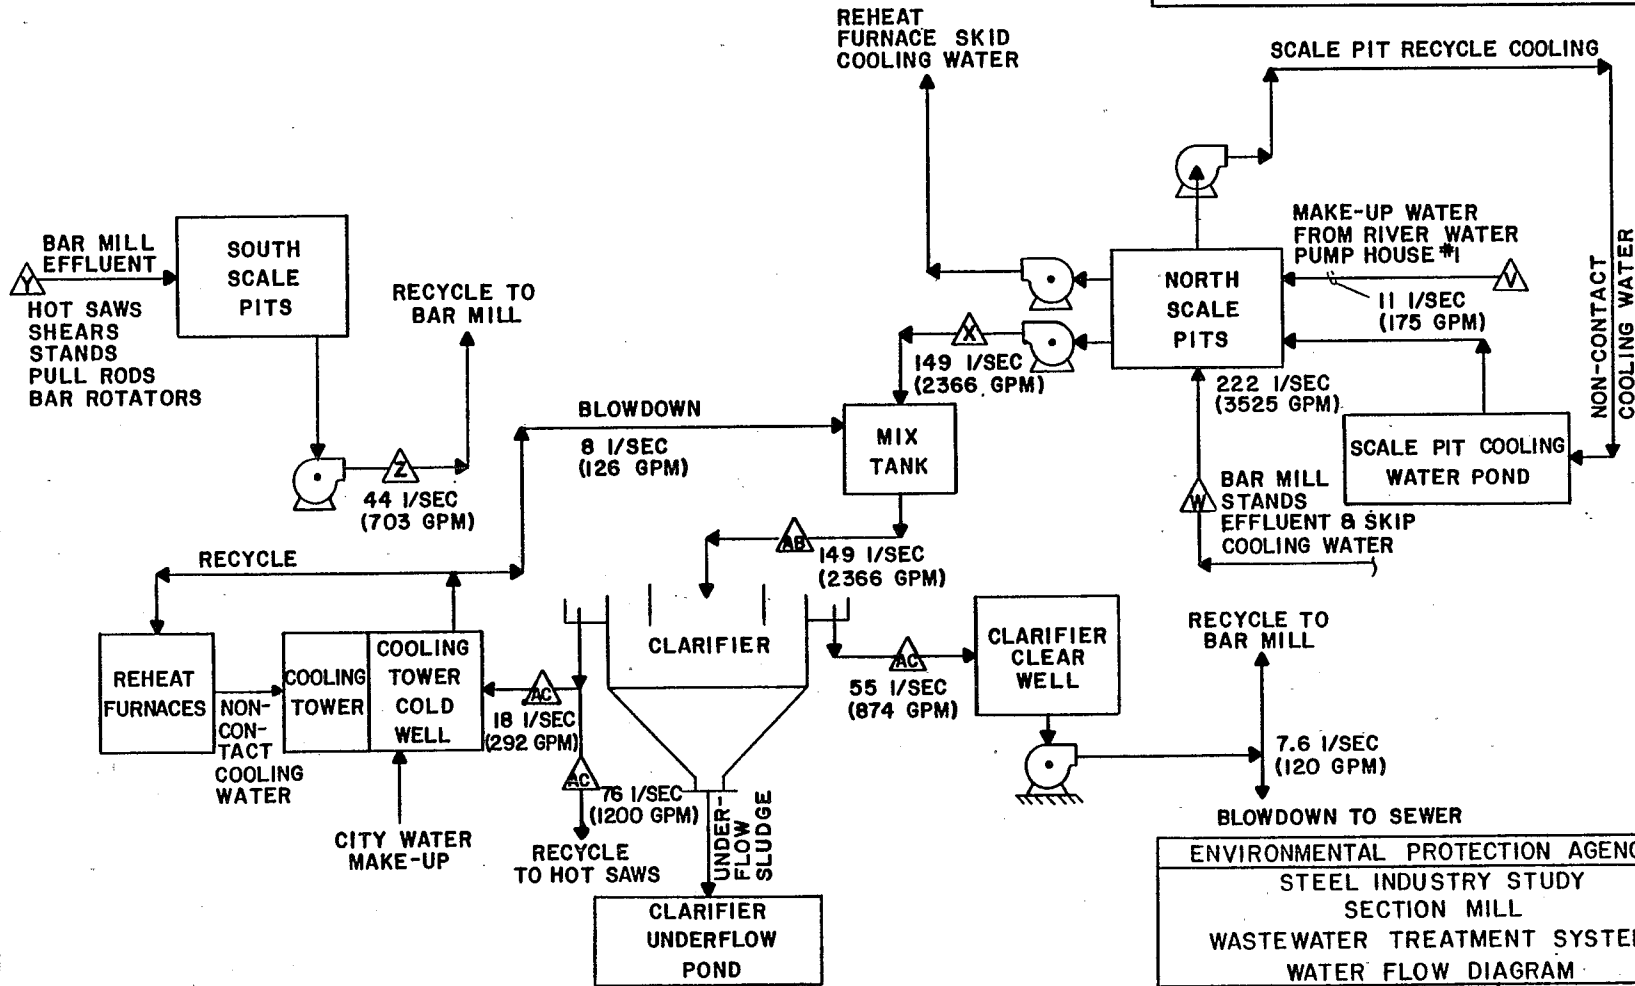 REHEAT
FURNACE SKID
COOLING WATER
SCALE PIT RECYCLE COOLING
NON-CONTACT
COOLING WATER
MAKE-UP WATER
FROM RIVER WATER
PUMP HOUSE #1
V
11 l/SEC
(175 GPM)
BAR MILL
EFFLUENT
Y
HOT SAWS
SHEARS
STANDS
PULL RODS
BAR ROTATORS
SOUTH
SCALE
PITS
RECYCLE TO
BAR MILL
Z
44 l/SEC
(703 GPM)
NORTH
SCALE
PITS
X
149 l/SEC
(2366 GPM)
222 l/SEC
(3525 GPM)
SCALE PIT COOLING
WATER POND
W
BAR MILL
STANDS
EFFLUENT & SKIP
COOLING WATER
BLOWDOWN
8 l/SEC
(126 GPM)
MIX
TANK
AB
149 l/SEC
(2366 GPM)
RECYCLE
REHEAT
FURNACES
NON-
CON-
TACT
COOLING
WATER
COOLING
TOWER
COOLING
TOWER
COLD
WELL
CITY WATER
MAKE-UP
AC
18 l/SEC
(292 GPM)
AC
76 l/SEC
(1200 GPM)
RECYCLE
TO HOT SAWS
CLARIFIER
UNDER-
FLOW
SLUDGE
CLARIFIER
UNDERFLOW
POND
AC
55 l/SEC
(874 GPM)
CLARIFIER
CLEAR
WELL
RECYCLE TO
BAR MILL
7.6 l/SEC
(120 GPM)
BLOWDOWN TO SEWER
ENVIRONMENTAL PROTECTION AGENC
STEEL INDUSTRY STUDY
SECTION MILL
WASTEWATER TREATMENT SYSTE
WATER FLOW DIAGRAM